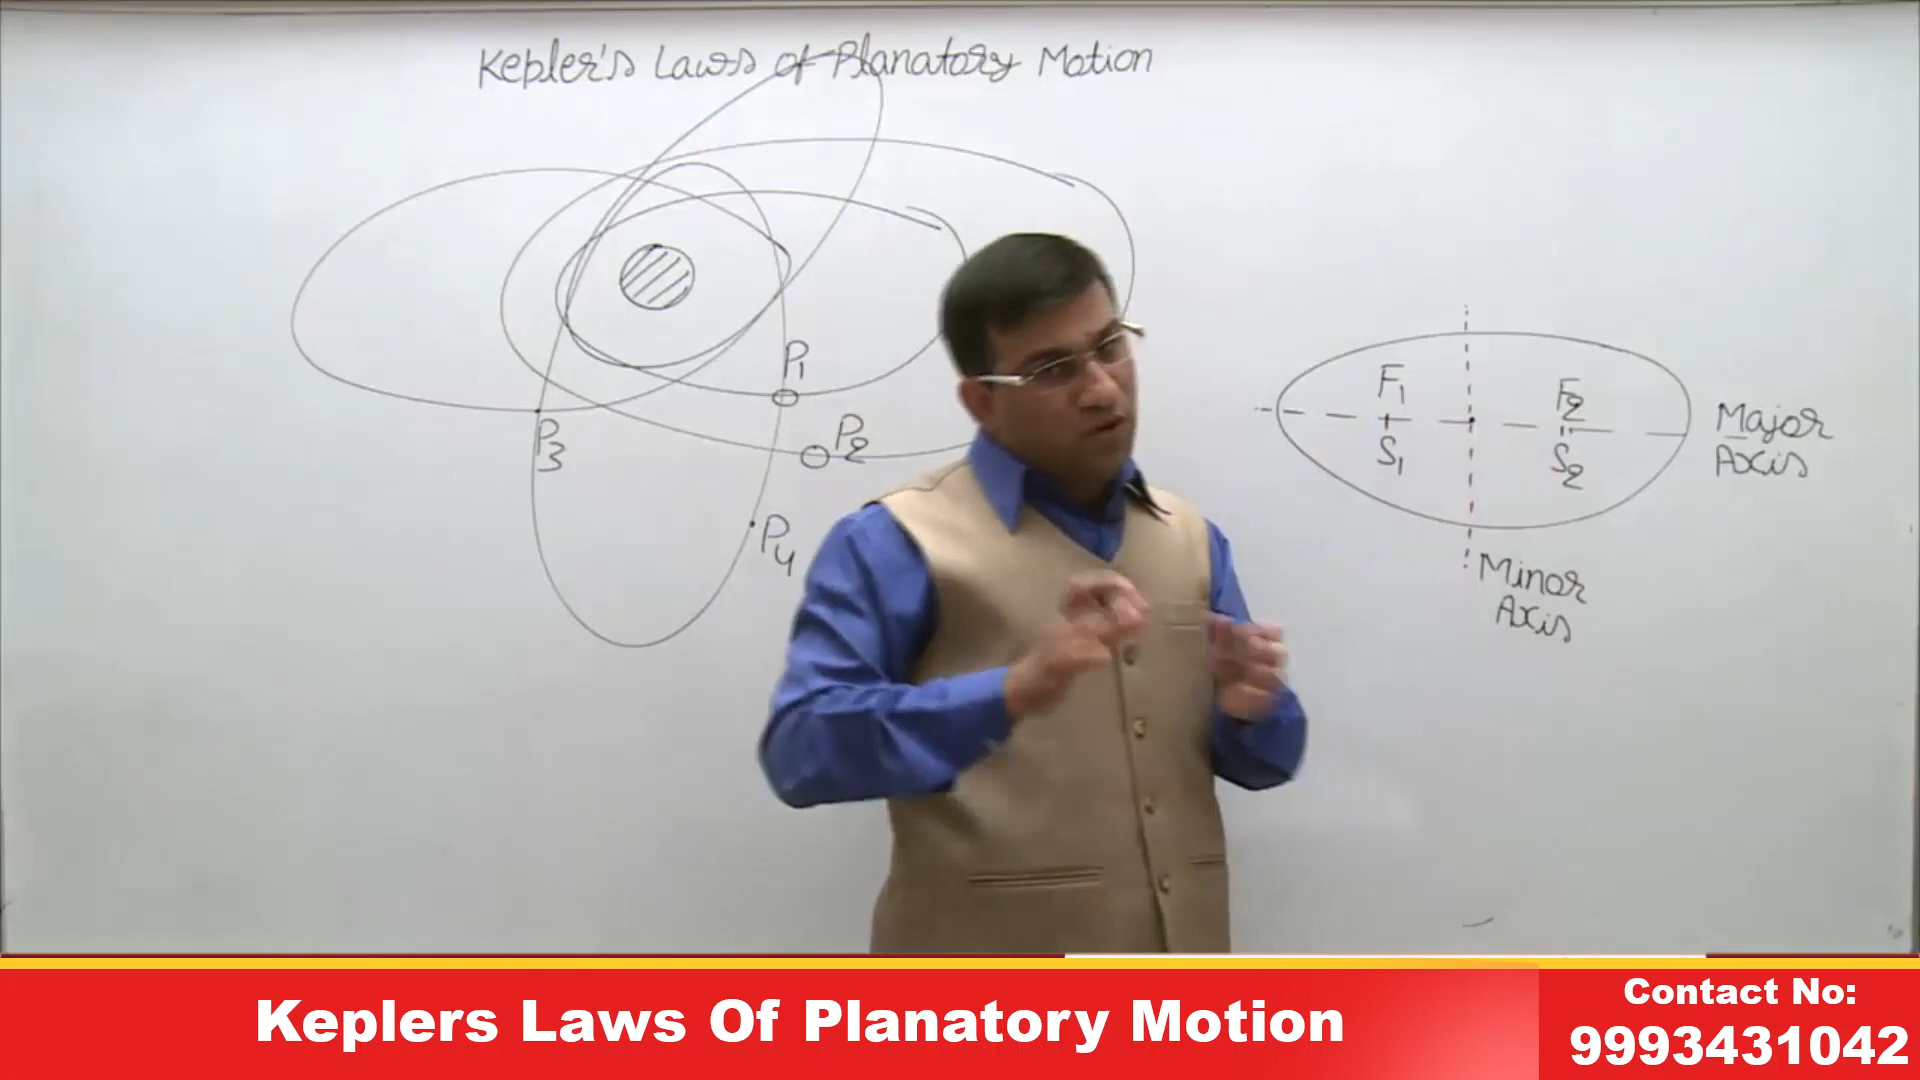 Kepler's Laws of Planatory Motion
P1
P2
P3
P4
F1
F2
S1
S2
Major
Axis
Minor
Axis
Keplers Laws Of Planatory Motion
Contact No:
9993431042